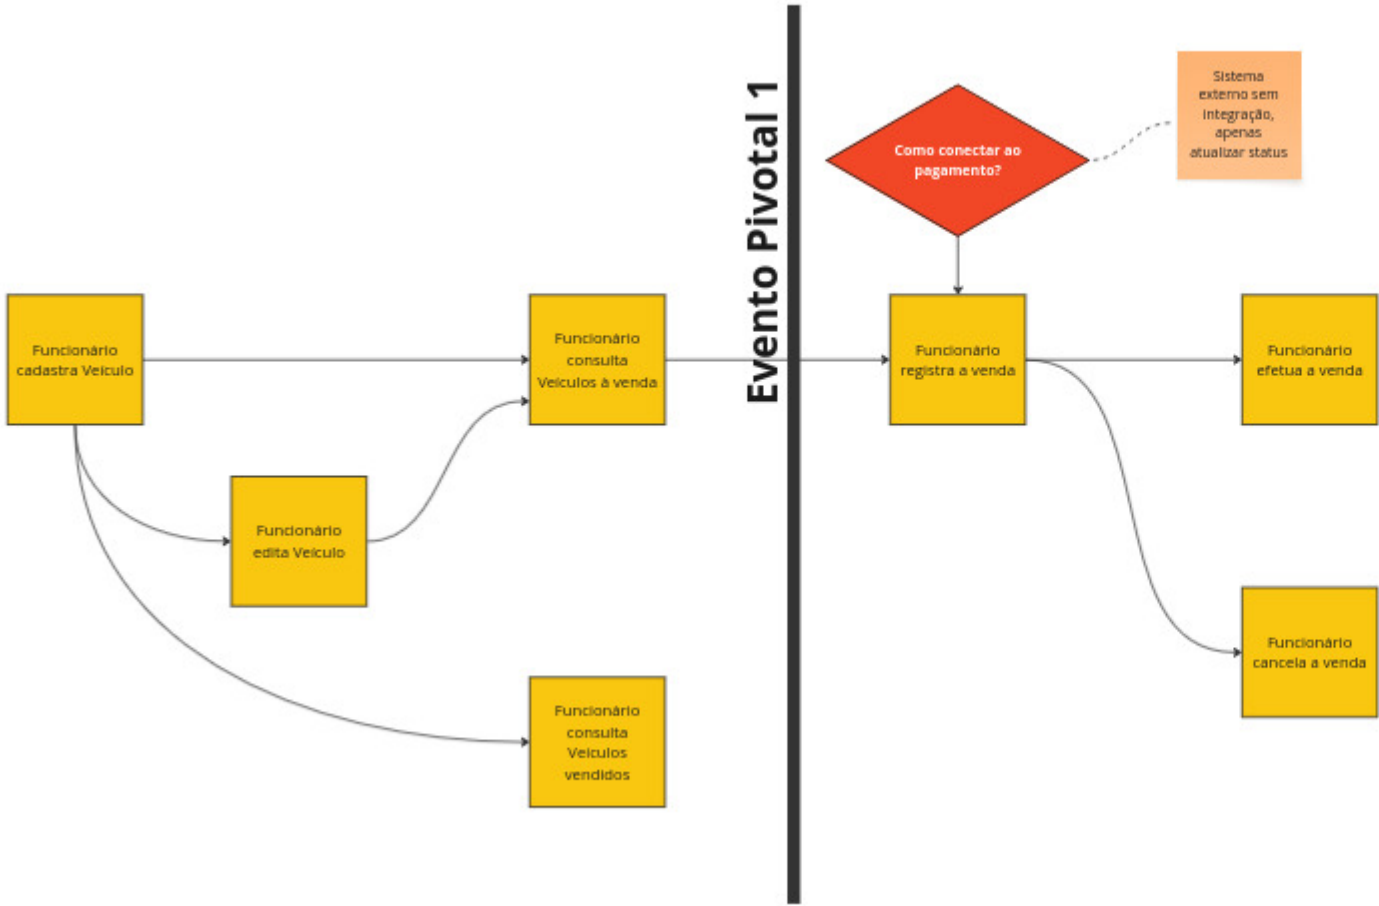 Sistema
externo sem
integração,
apenas
atualizar status
Como conectar ao
pagamento?
Evento Pivotal 1
Funcionário
cadastra Veículo
Funcionário
consulta
Veículos à venda
Funcionário
registra a venda
Funcionário
efetua a venda
Funcionário
edita Veículo
Funcionário
cancela a venda
Funcionário
consulta
Veículos
vendidos